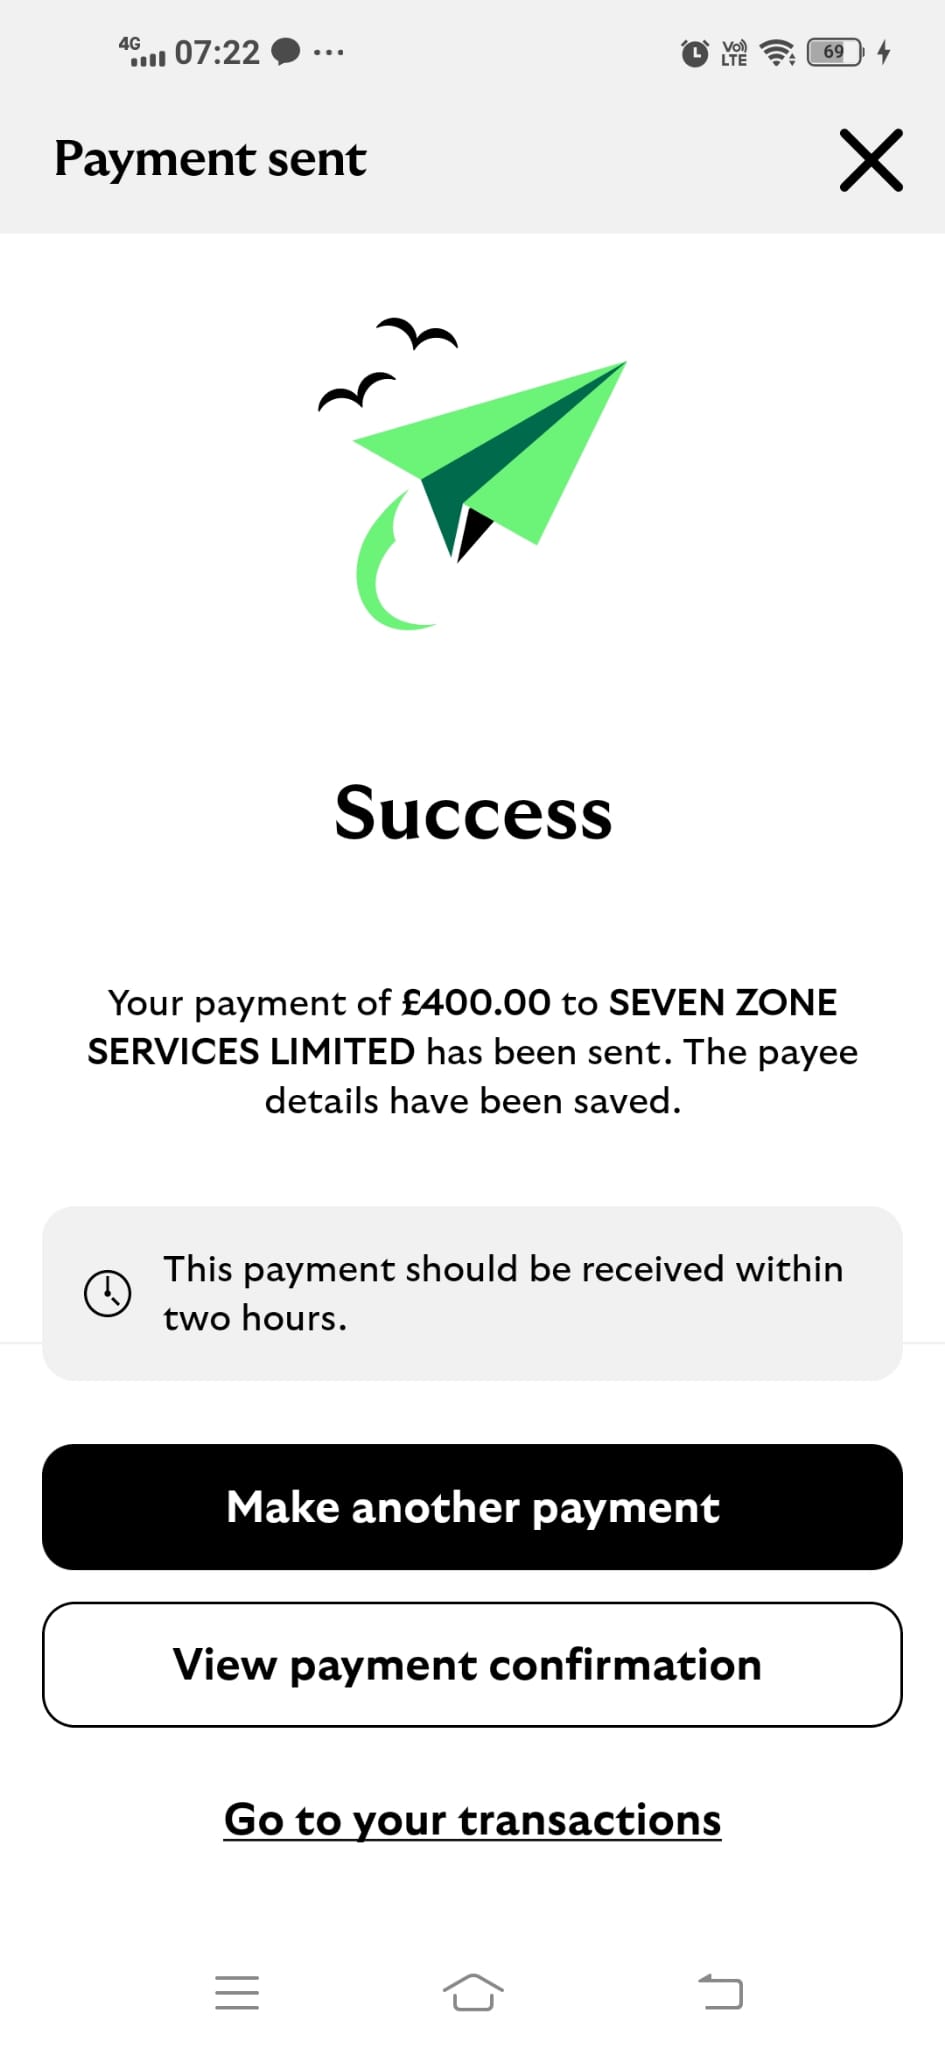 4G 07:22 ... Vo)) LTE 69
Payment sent
Success
Your payment of £400.00 to SEVEN ZONE
SERVICES LIMITED has been sent. The payee
details have been saved.
This payment should be received within
two hours.
Make another payment
View payment confirmation
Go to your transactions